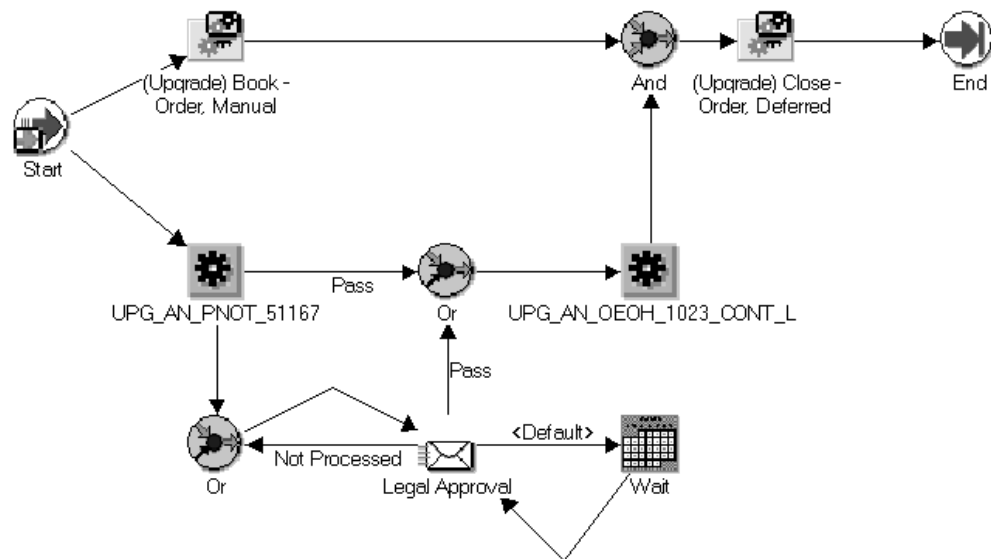 (Upgrade) Book -
Order, Manual
And
(Upgrade) Close -
Order, Deferred
End
Start
Pass
UPG_AN_PNOT_51167
Or
UPG_AN_OEOH_1023_CONT_L
Pass
<Default>
Not Processed
Or
Legal Approval
Wait